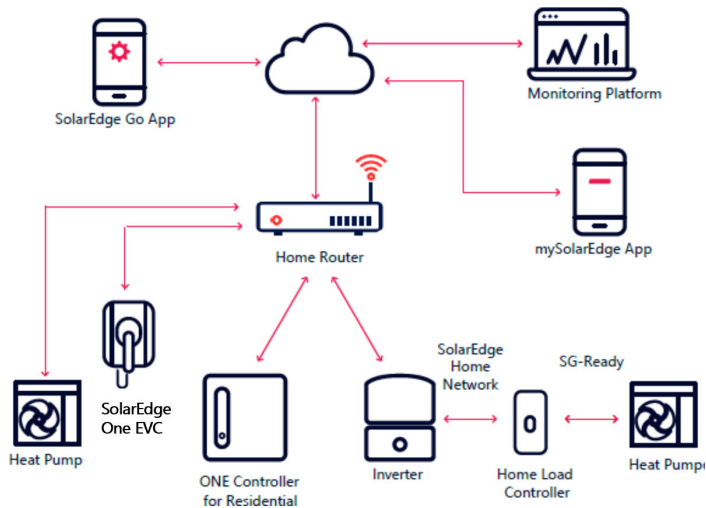 SolarEdge Go App
Monitoring Platform
mySolarEdge App
Home Router
SolarEdge
One EVC
Heat Pump
ONE Controller
for Residential
Inverter
SolarEdge
Home
Network
Home Load
Controller
SG-Ready
Heat Pump